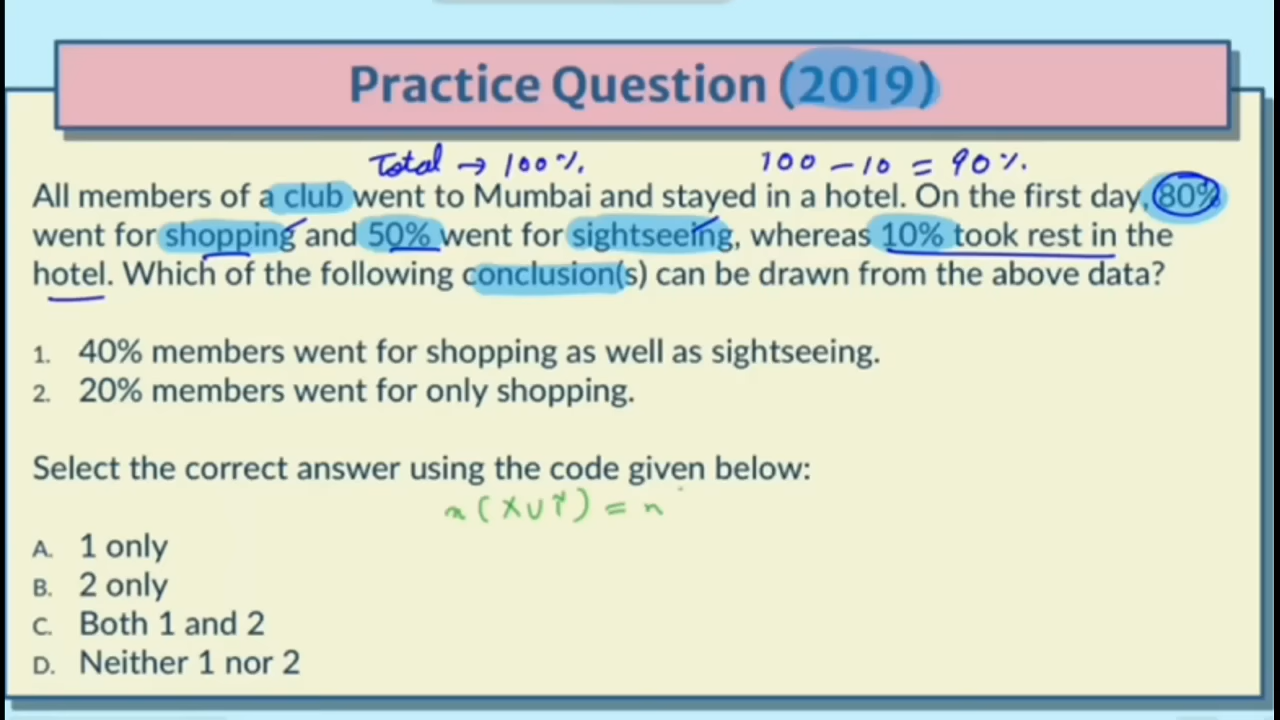 Practice Question (2019)
Total → 100%
100 - 10 = 90%
All members of a club went to Mumbai and stayed in a hotel. On the first day, 80%
went for shopping and 50% went for sightseeing, whereas 10% took rest in the
hotel. Which of the following conclusion(s) can be drawn from the above data?
1. 40% members went for shopping as well as sightseeing.
2. 20% members went for only shopping.
Select the correct answer using the code given below:
n (X∪Y) = n
A. 1 only
B. 2 only
C. Both 1 and 2
D. Neither 1 nor 2